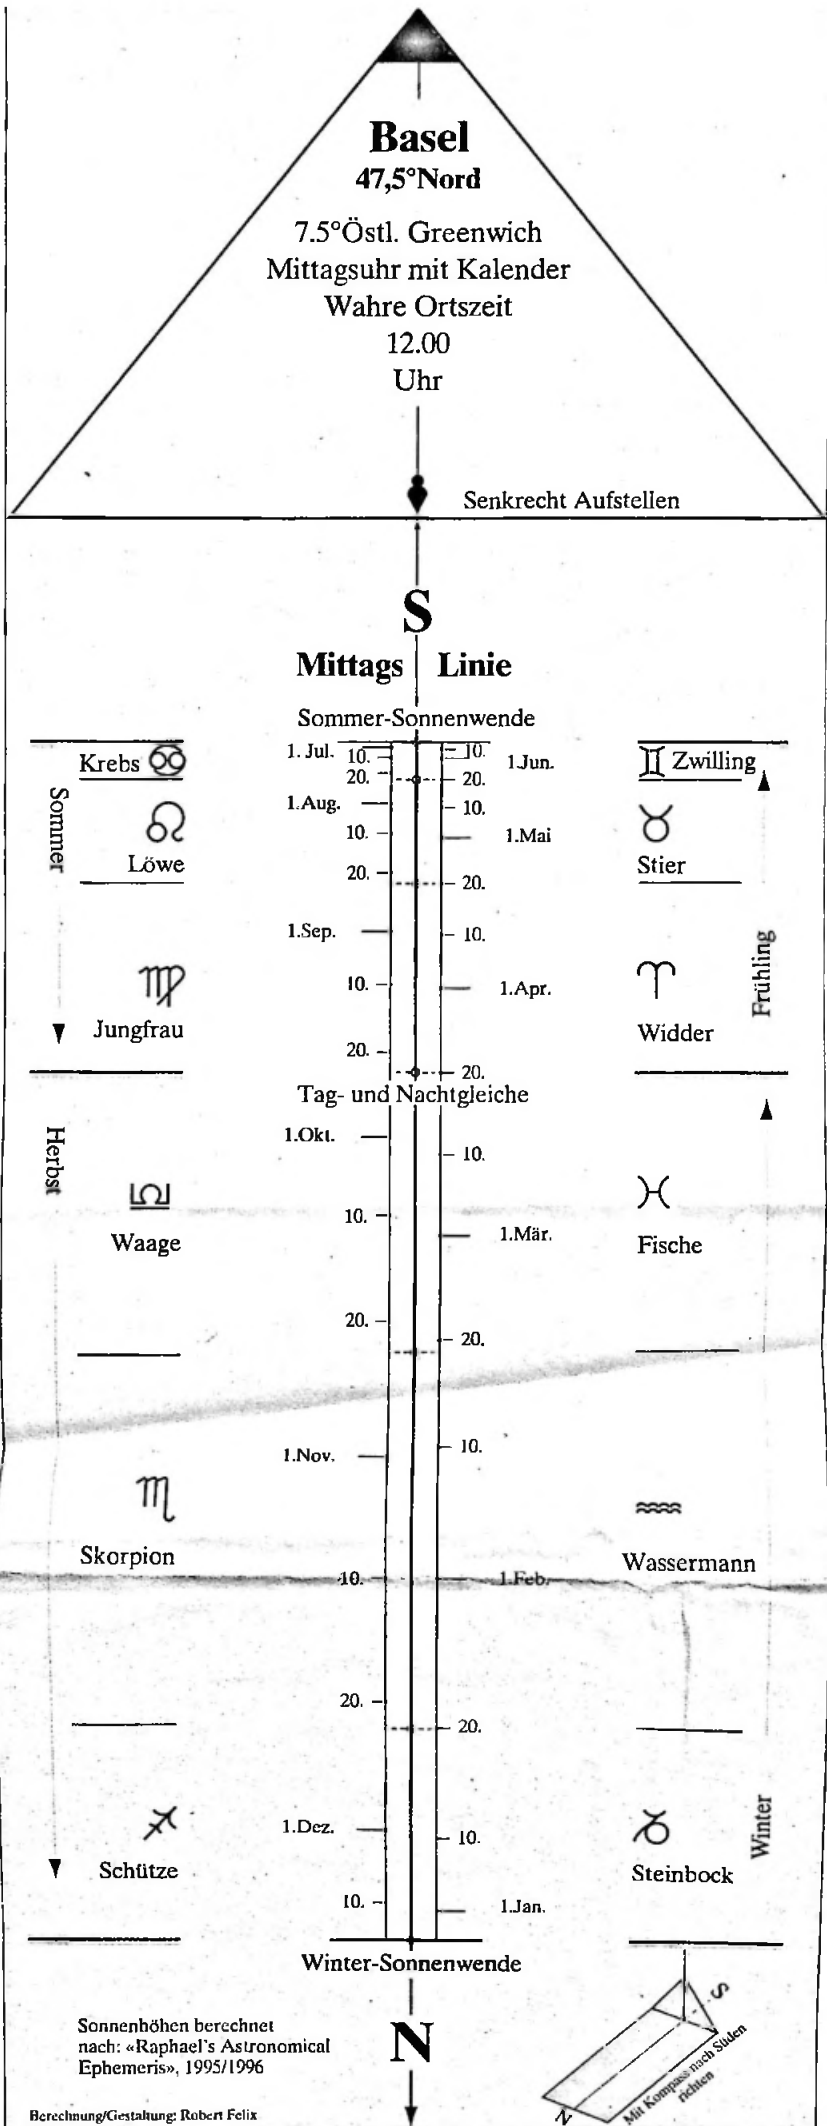 Basel
47,5°Nord
7.5°Östl. Greenwich
Mittagsuhr mit Kalender
Wahre Ortszeit
12.00
Uhr
Senkrecht Aufstellen
S
Mittags Linie
Sommer-Sonnenwende
1. Jul. 10.
10. 1.Jun.
Krebs Zwilling
20. 20.
1.Aug. 10.
Sommer
10. 1.Mai
Löwe Stier
20. 20.
1.Sep. 10.
Frühling
10. 1.Apr.
Jungfrau Widder
20. 20.
Tag- und Nachtgleiche
1.Okt. 10.
Herbst
10. 1.Mär.
Waage Fische
20. 20.
1.Nov. 10.
Skorpion Wassermann
10. 1.Feb.
20. 20.
1.Dez. 10.
Winter
Schütze Steinbock
10. 1.Jan.
Winter-Sonnenwende
Sonnenhöhen berechnet
nach: «Raphael's Astronomical
Ephemeris», 1995/1996
N
S
N
Mit Kompass nach Süden
richten
Berechnung/Gestaltung: Robert Felix